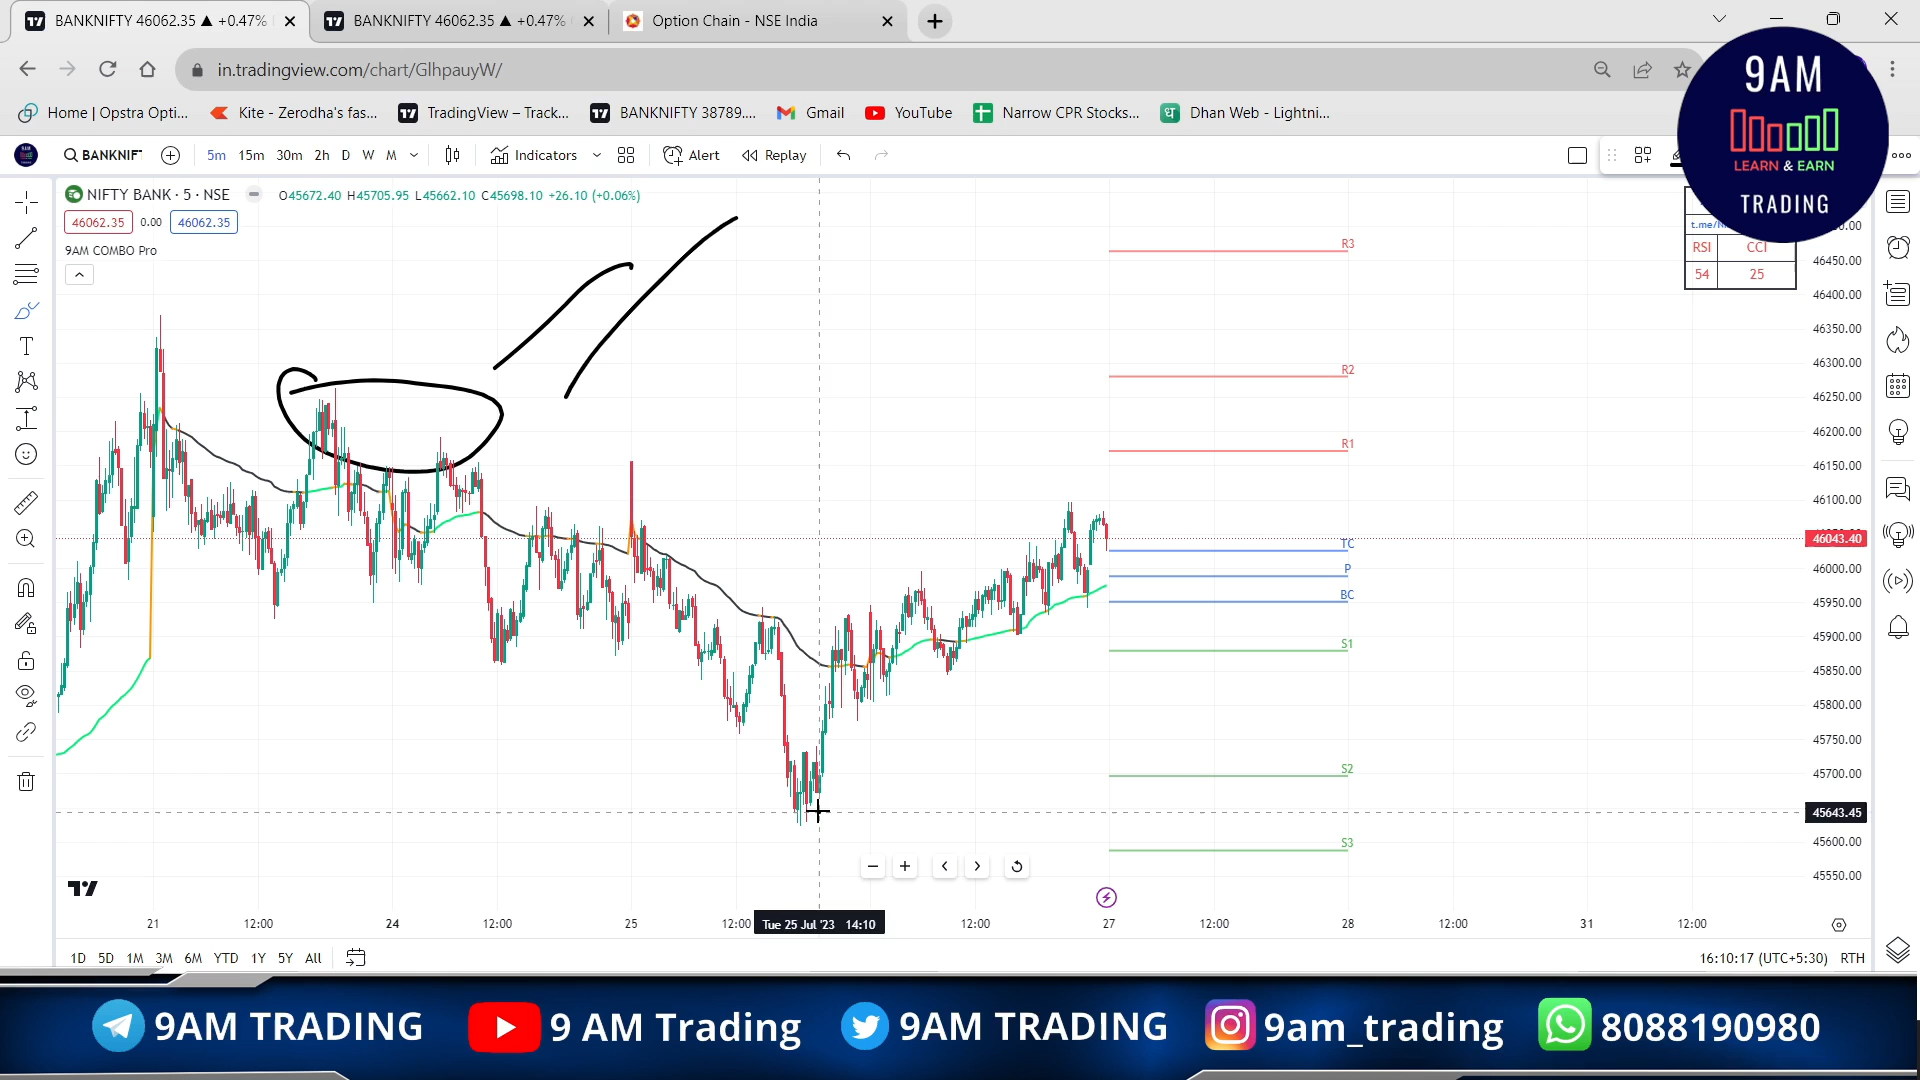 BANKNIFTY 46062.35 ▲ +0.47%
BANKNIFTY 46062.35 ▲ +0.47%
Option Chain - NSE India
in.tradingview.com/chart/GlhpauyW/
Home | Opstra Opti...
Kite - Zerodha's fas...
TradingView – Track...
BANKNIFTY 38789....
Gmail
YouTube
Narrow CPR Stocks...
Dhan Web - Lightni...
9AM
LEARN & EARN
TRADING
BANKNIFT
5m 15m 30m 2h D W M
Indicators
Alert
Replay
NIFTY BANK · 5 · NSE
O45672.40 H45705.95 L45662.10 C45698.10 +26.10 (+0.06%)
46062.35 0.00 46062.35
9AM COMBO Pro
RSI CCI
54 25
R3
R2
R1
TC
P
BC
S1
S2
S3
46450.00
46400.00
46350.00
46300.00
46250.00
46200.00
46150.00
46100.00
46043.40
46000.00
45950.00
45900.00
45850.00
45800.00
45750.00
45700.00
45643.45
45600.00
45550.00
21 12:00 24 12:00 25 12:00 Tue 25 Jul '23 14:10 12:00 27 12:00 28 12:00 31 12:00
1D 5D 1M 3M 6M YTD 1Y 5Y All
16:10:17 (UTC+5:30) RTH
9AM TRADING
9 AM Trading
9AM TRADING
9am_trading
8088190980